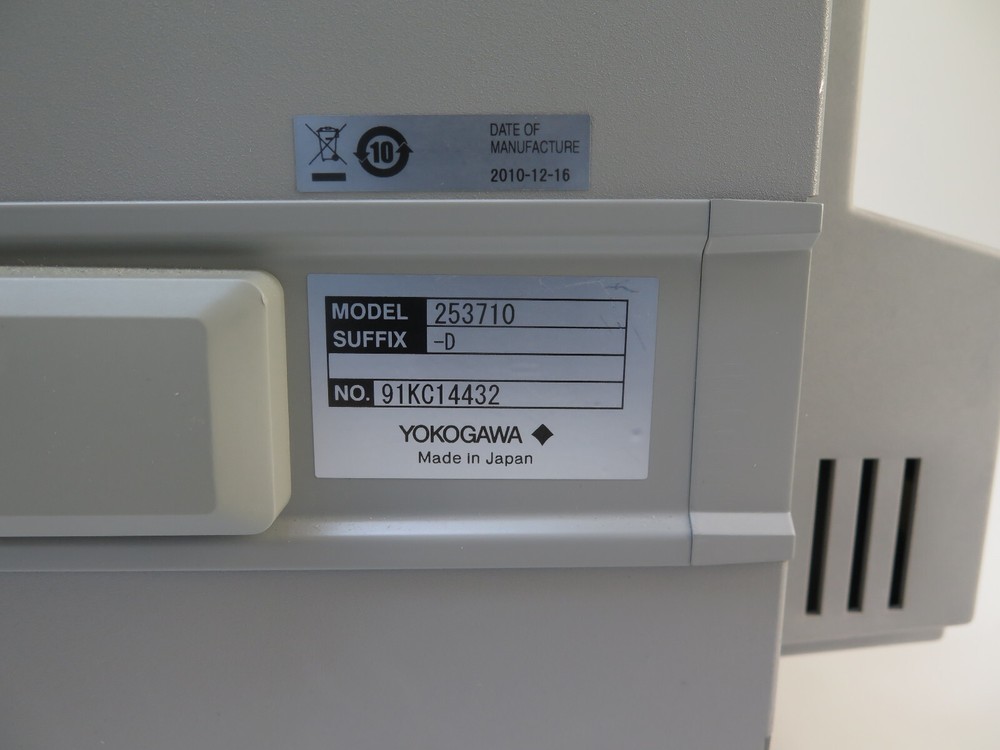 10
DATE OF
MANUFACTURE
2010-12-16
MODEL 253710
SUFFIX -D
NO. 91KC14432
YOKOGAWA
Made in Japan